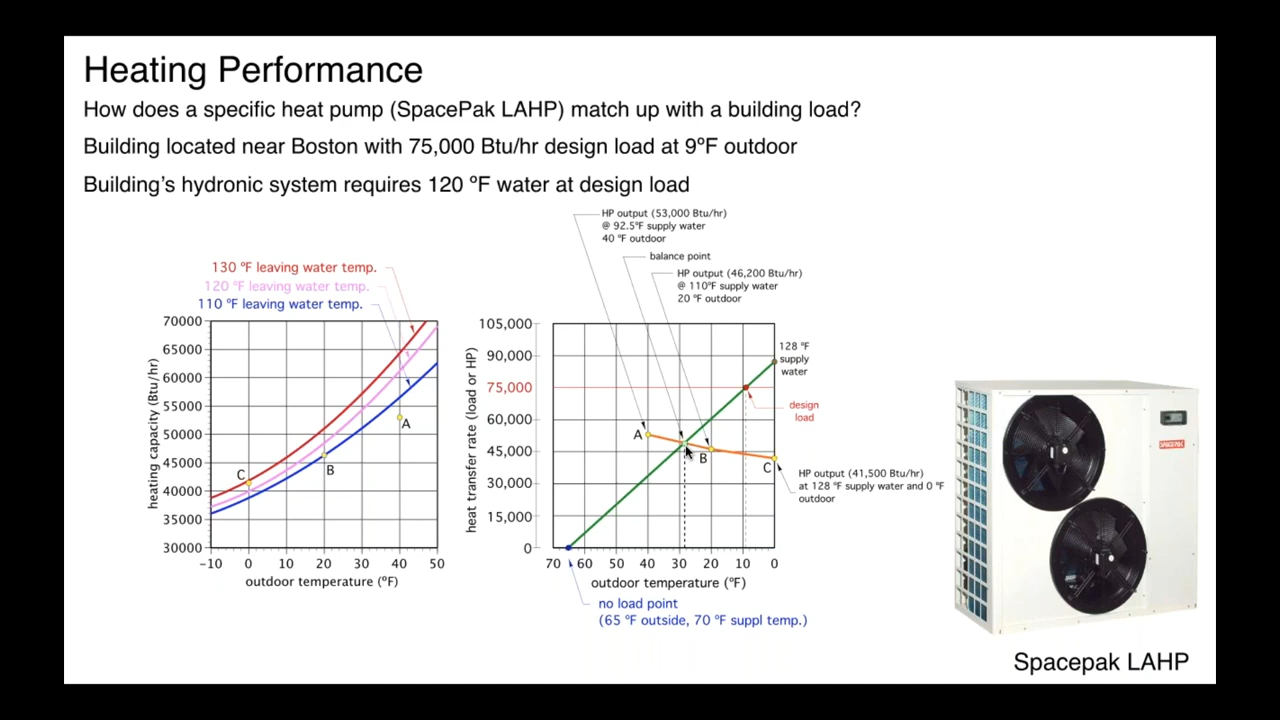 Heating Performance
How does a specific heat pump (SpacePak LAHP) match up with a building load?
Building located near Boston with 75,000 Btu/hr design load at 9ºF outdoor
Building’s hydronic system requires 120 ºF water at design load
130 ºF leaving water temp.
120 ºF leaving water temp.
110 ºF leaving water temp.
70000
65000
60000
55000
50000
45000
40000
35000
30000
heating capacity (Btu/hr)
A
B
C
-10 0 10 20 30 40 50
outdoor temperature (ºF)
HP output (53,000 Btu/hr)
@ 92.5ºF supply water
40 ºF outdoor
balance point
HP output (46,200 Btu/hr)
@ 110ºF supply water
20 ºF outdoor
105,000
90,000
75,000
60,000
45,000
30,000
15,000
0
heat transfer rate (load or HP)
128 ºF
supply
water
design
load
A
B
C
HP output (41,500 Btu/hr)
at 128 ºF supply water and 0 ºF
outdoor
70 60 50 40 30 20 10 0
outdoor temperature (ºF)
no load point
(65 ºF outside, 70 ºF suppl temp.)
SPACEPAK
Spacepak LAHP